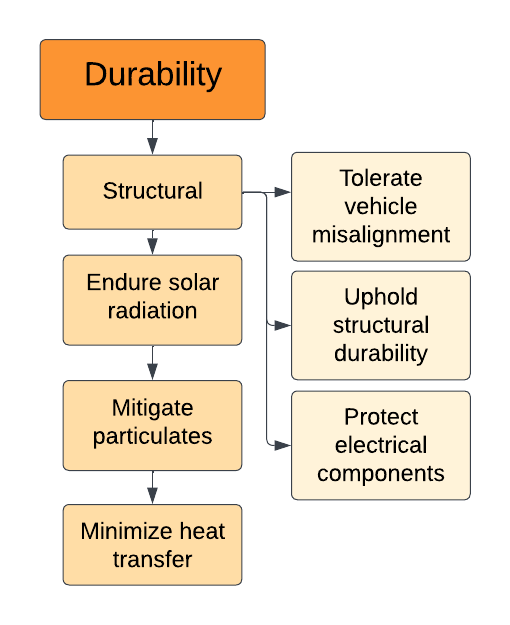 Durability
Structural
Endure solar
radiation
Mitigate
particulates
Minimize heat
transfer
Tolerate
vehicle
misalignment
Uphold
structural
durability
Protect
electrical
components